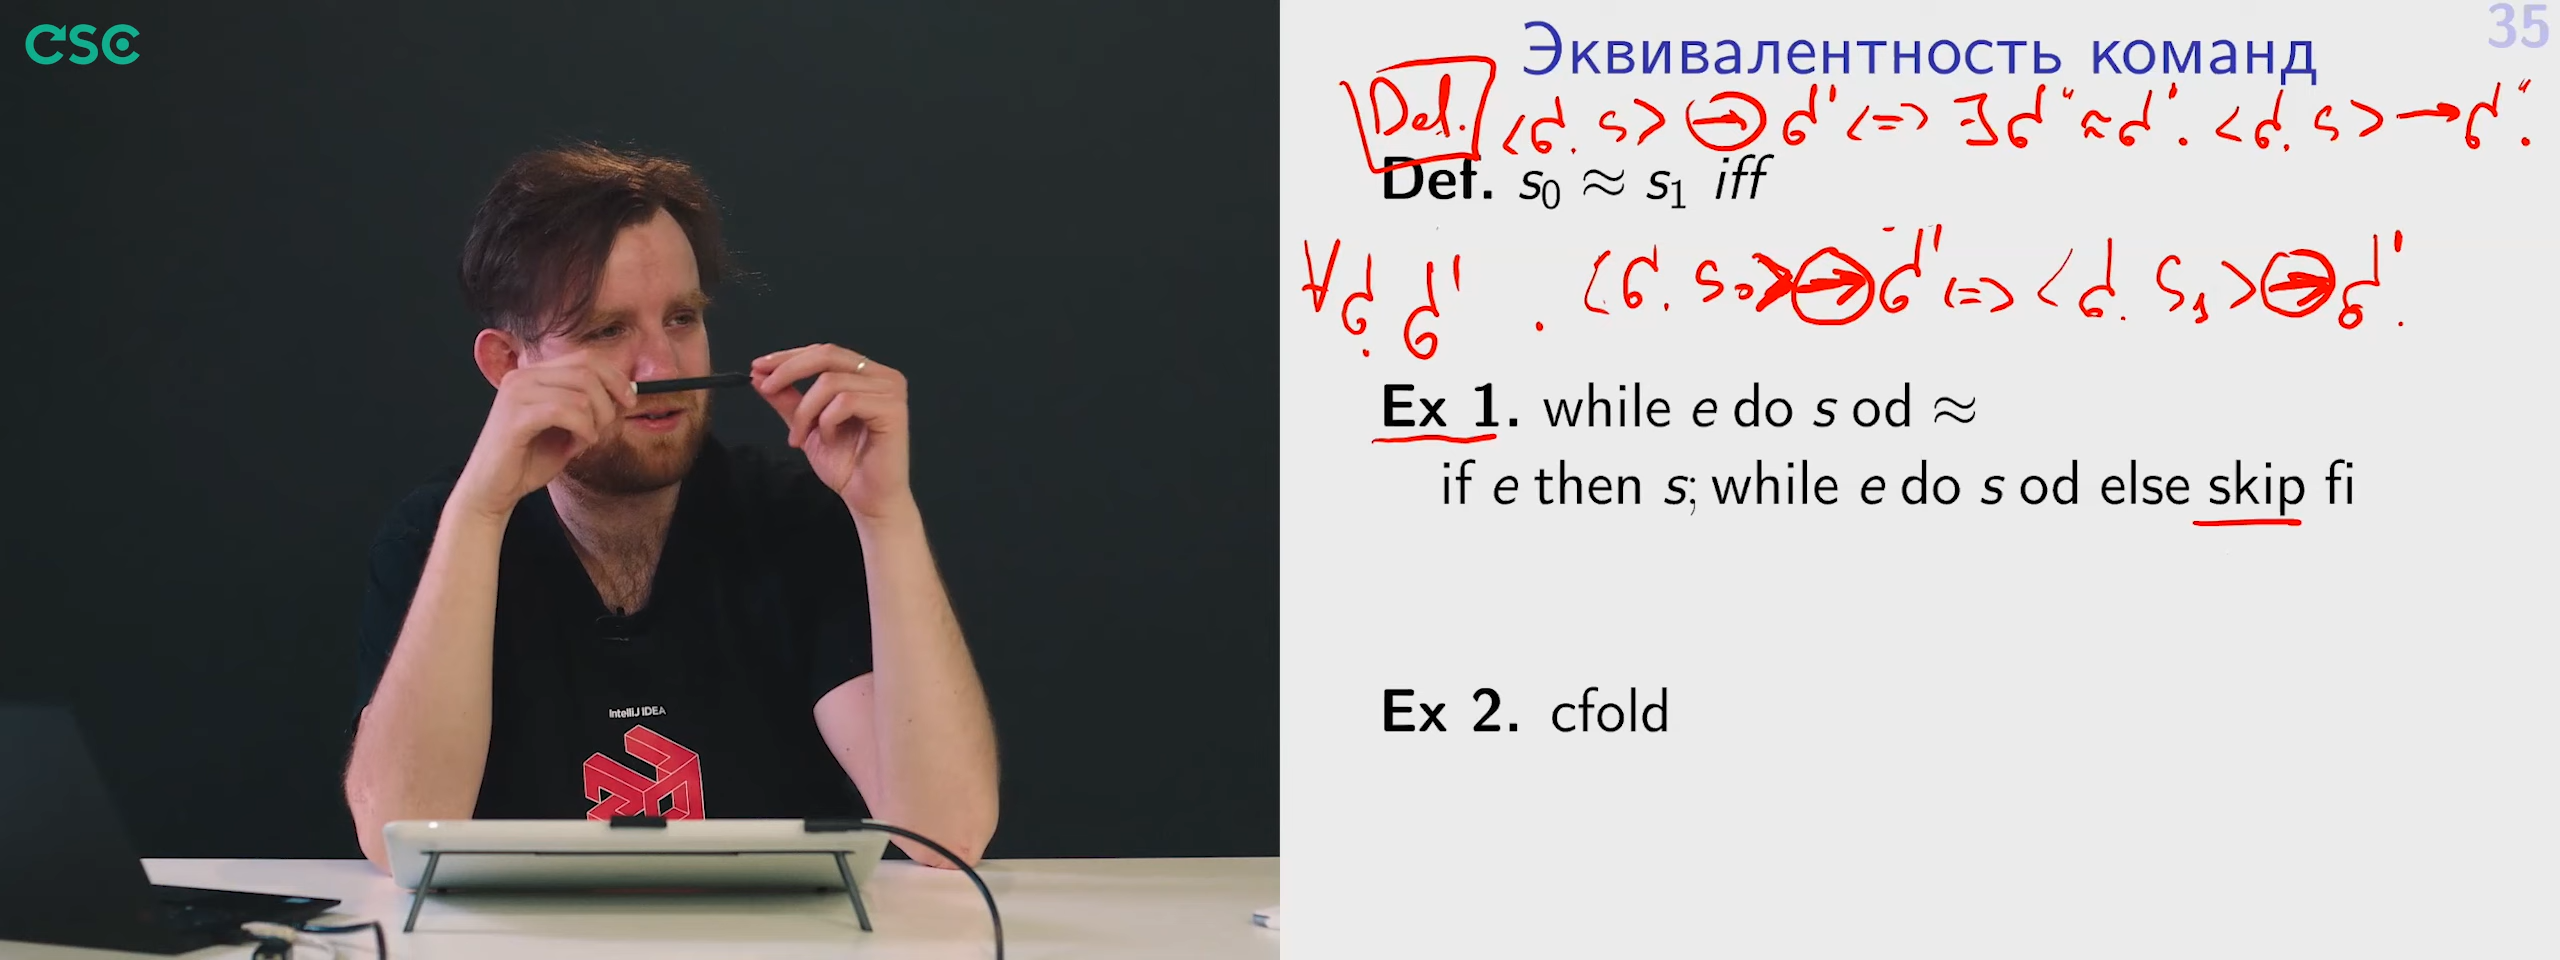 CSC
IntelliJ IDEA
35
Эквивалентность команд
Def. <σ, s> → σ' <=> ∃ σ'' ≈ σ'. <σ, s> → σ''.
Def. s₀ ≈ s₁ iff
∀ σ, σ' . <σ, s₀> → σ' <=> <σ, s₁> → σ'.
Ex 1. while e do s od ≈
if e then s; while e do s od else skip fi
Ex 2. cfold